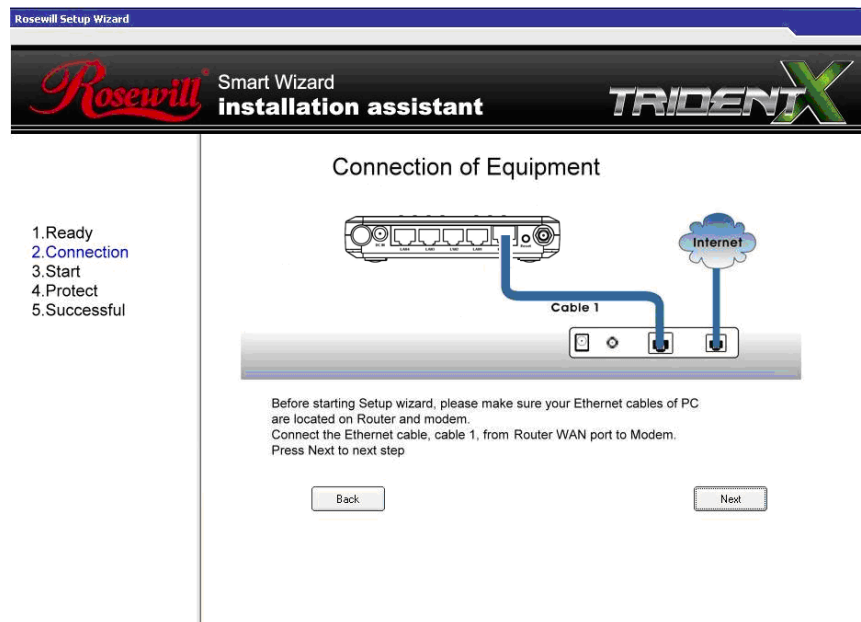 Rosewill Setup Wizard
Rosewill
Smart Wizard
installation assistant
TRIDENTX
Connection of Equipment
1.Ready
2.Connection
3.Start
4.Protect
5.Successful
Internet
Cable 1
Before starting Setup wizard, please make sure your Ethernet cables of PC
are located on Router and modem.
Connect the Ethernet cable, cable 1, from Router WAN port to Modem.
Press Next to next step
Back
Next